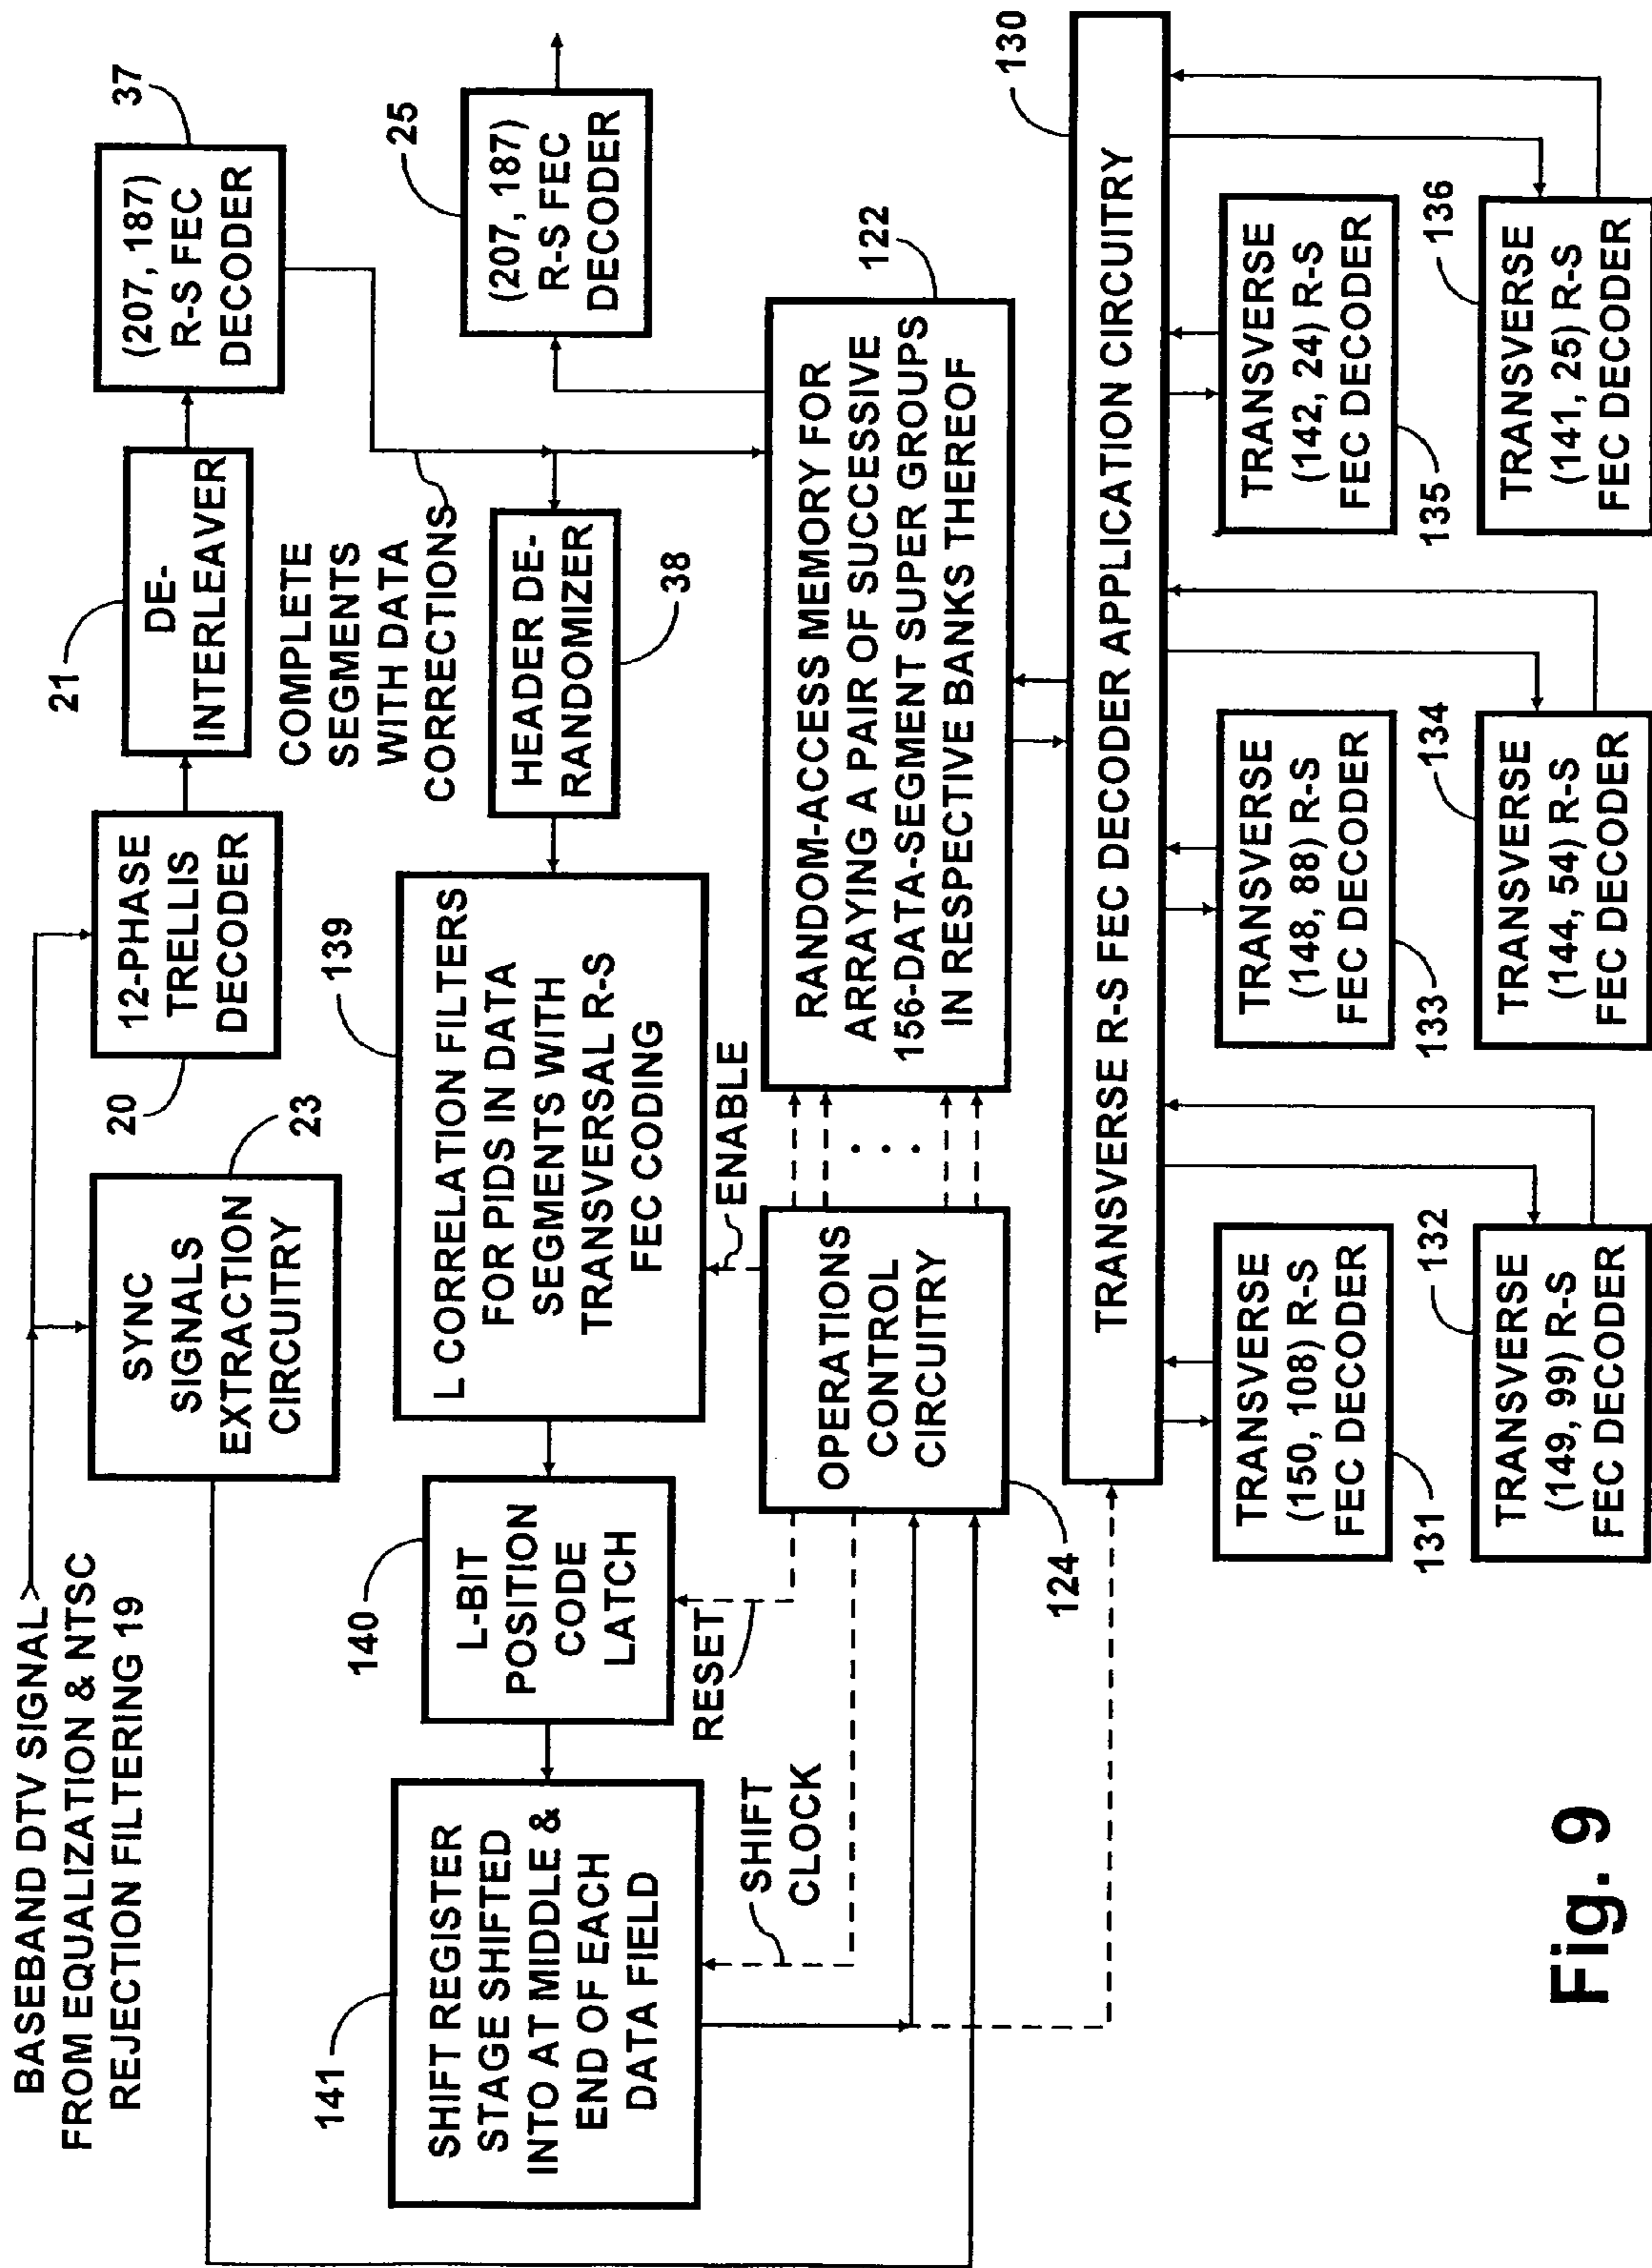 BASEBAND DTV SIGNAL
FROM EQUALIZATION & NTSC
REJECTION FILTERING 19
SYNC
SIGNALS
EXTRACTION
CIRCUITRY
23
12-PHASE
TRELLIS
DECODER
20
DE-
INTERLEAVER
21
(207, 187)
R-S FEC
DECODER
37
COMPLETE
SEGMENTS
WITH DATA
CORRECTIONS
HEADER DE-
RANDOMIZER
38
(207, 187)
R-S FEC
DECODER
25
141
SHIFT REGISTER
STAGE SHIFTED
INTO AT MIDDLE &
END OF EACH
DATA FIELD
140
L-BIT
POSITION
CODE
LATCH
139
L CORRELATION FILTERS
FOR PIDS IN DATA
SEGMENTS WITH
TRANSVERSAL R-S
FEC CODING
SHIFT
CLOCK
RESET
ENABLE
OPERATIONS
CONTROL
CIRCUITRY
124
RANDOM-ACCESS MEMORY FOR
ARRAYING A PAIR OF SUCCESSIVE
156-DATA-SEGMENT SUPER GROUPS
IN RESPECTIVE BANKS THEREOF
122
TRANSVERSE R-S FEC DECODER APPLICATION CIRCUITRY
130
TRANSVERSE
(150, 108) R-S
FEC DECODER
131
TRANSVERSE
(149, 99) R-S
FEC DECODER
132
TRANSVERSE
(148, 88) R-S
FEC DECODER
133
TRANSVERSE
(144, 54) R-S
FEC DECODER
134
TRANSVERSE
(142, 24) R-S
FEC DECODER
135
TRANSVERSE
(141, 25) R-S
FEC DECODER
136
Fig. 9